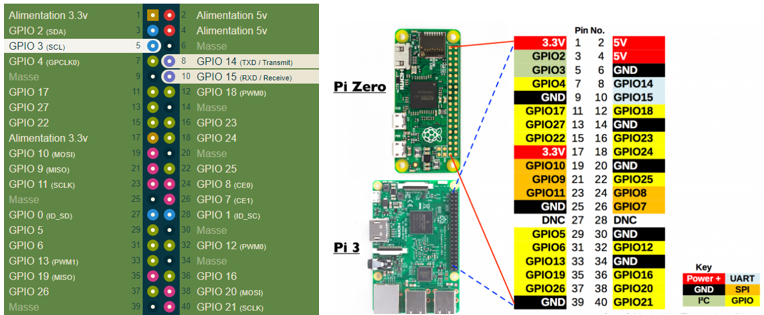 Alimentation 3.3v 1 2 Alimentation 5v
GPIO 2 (SDA) 3 4 Alimentation 5v
GPIO 3 (SCL) 5 6 Masse
GPIO 4 (GPCLK0) 7 8 GPIO 14 (TXD / Transmit)
Masse 9 10 GPIO 15 (RXD / Receive)
GPIO 17 11 12 GPIO 18 (PWM0)
GPIO 27 13 14 Masse
GPIO 22 15 16 GPIO 23
Alimentation 3.3v 17 18 GPIO 24
GPIO 10 (MOSI) 19 20 Masse
GPIO 9 (MISO) 21 22 GPIO 25
GPIO 11 (SCLK) 23 24 GPIO 8 (CE0)
Masse 25 26 GPIO 7 (CE1)
GPIO 0 (ID_SD) 27 28 GPIO 1 (ID_SC)
GPIO 5 29 30 Masse
GPIO 6 31 32 GPIO 12 (PWM0)
GPIO 13 (PWM1) 33 34 Masse
GPIO 19 (MISO) 35 36 GPIO 16
GPIO 26 37 38 GPIO 20 (MOSI)
Masse 39 40 GPIO 21 (SCLK)
Pi Zero
Pi 3
Pin No.
3.3V 1 2 5V
GPIO2 3 4 5V
GPIO3 5 6 GND
GPIO4 7 8 GPIO14
GND 9 10 GPIO15
GPIO17 11 12 GPIO18
GPIO27 13 14 GND
GPIO22 15 16 GPIO23
3.3V 17 18 GPIO24
GPIO10 19 20 GND
GPIO9 21 22 GPIO25
GPIO11 23 24 GPIO8
GND 25 26 GPIO7
DNC 27 28 DNC
GPIO5 29 30 GND
GPIO6 31 32 GPIO12
GPIO13 33 34 GND
GPIO19 35 36 GPIO16
GPIO26 37 38 GPIO20
GND 39 40 GPIO21
Key
Power + UART
GND SPI
I²C GPIO